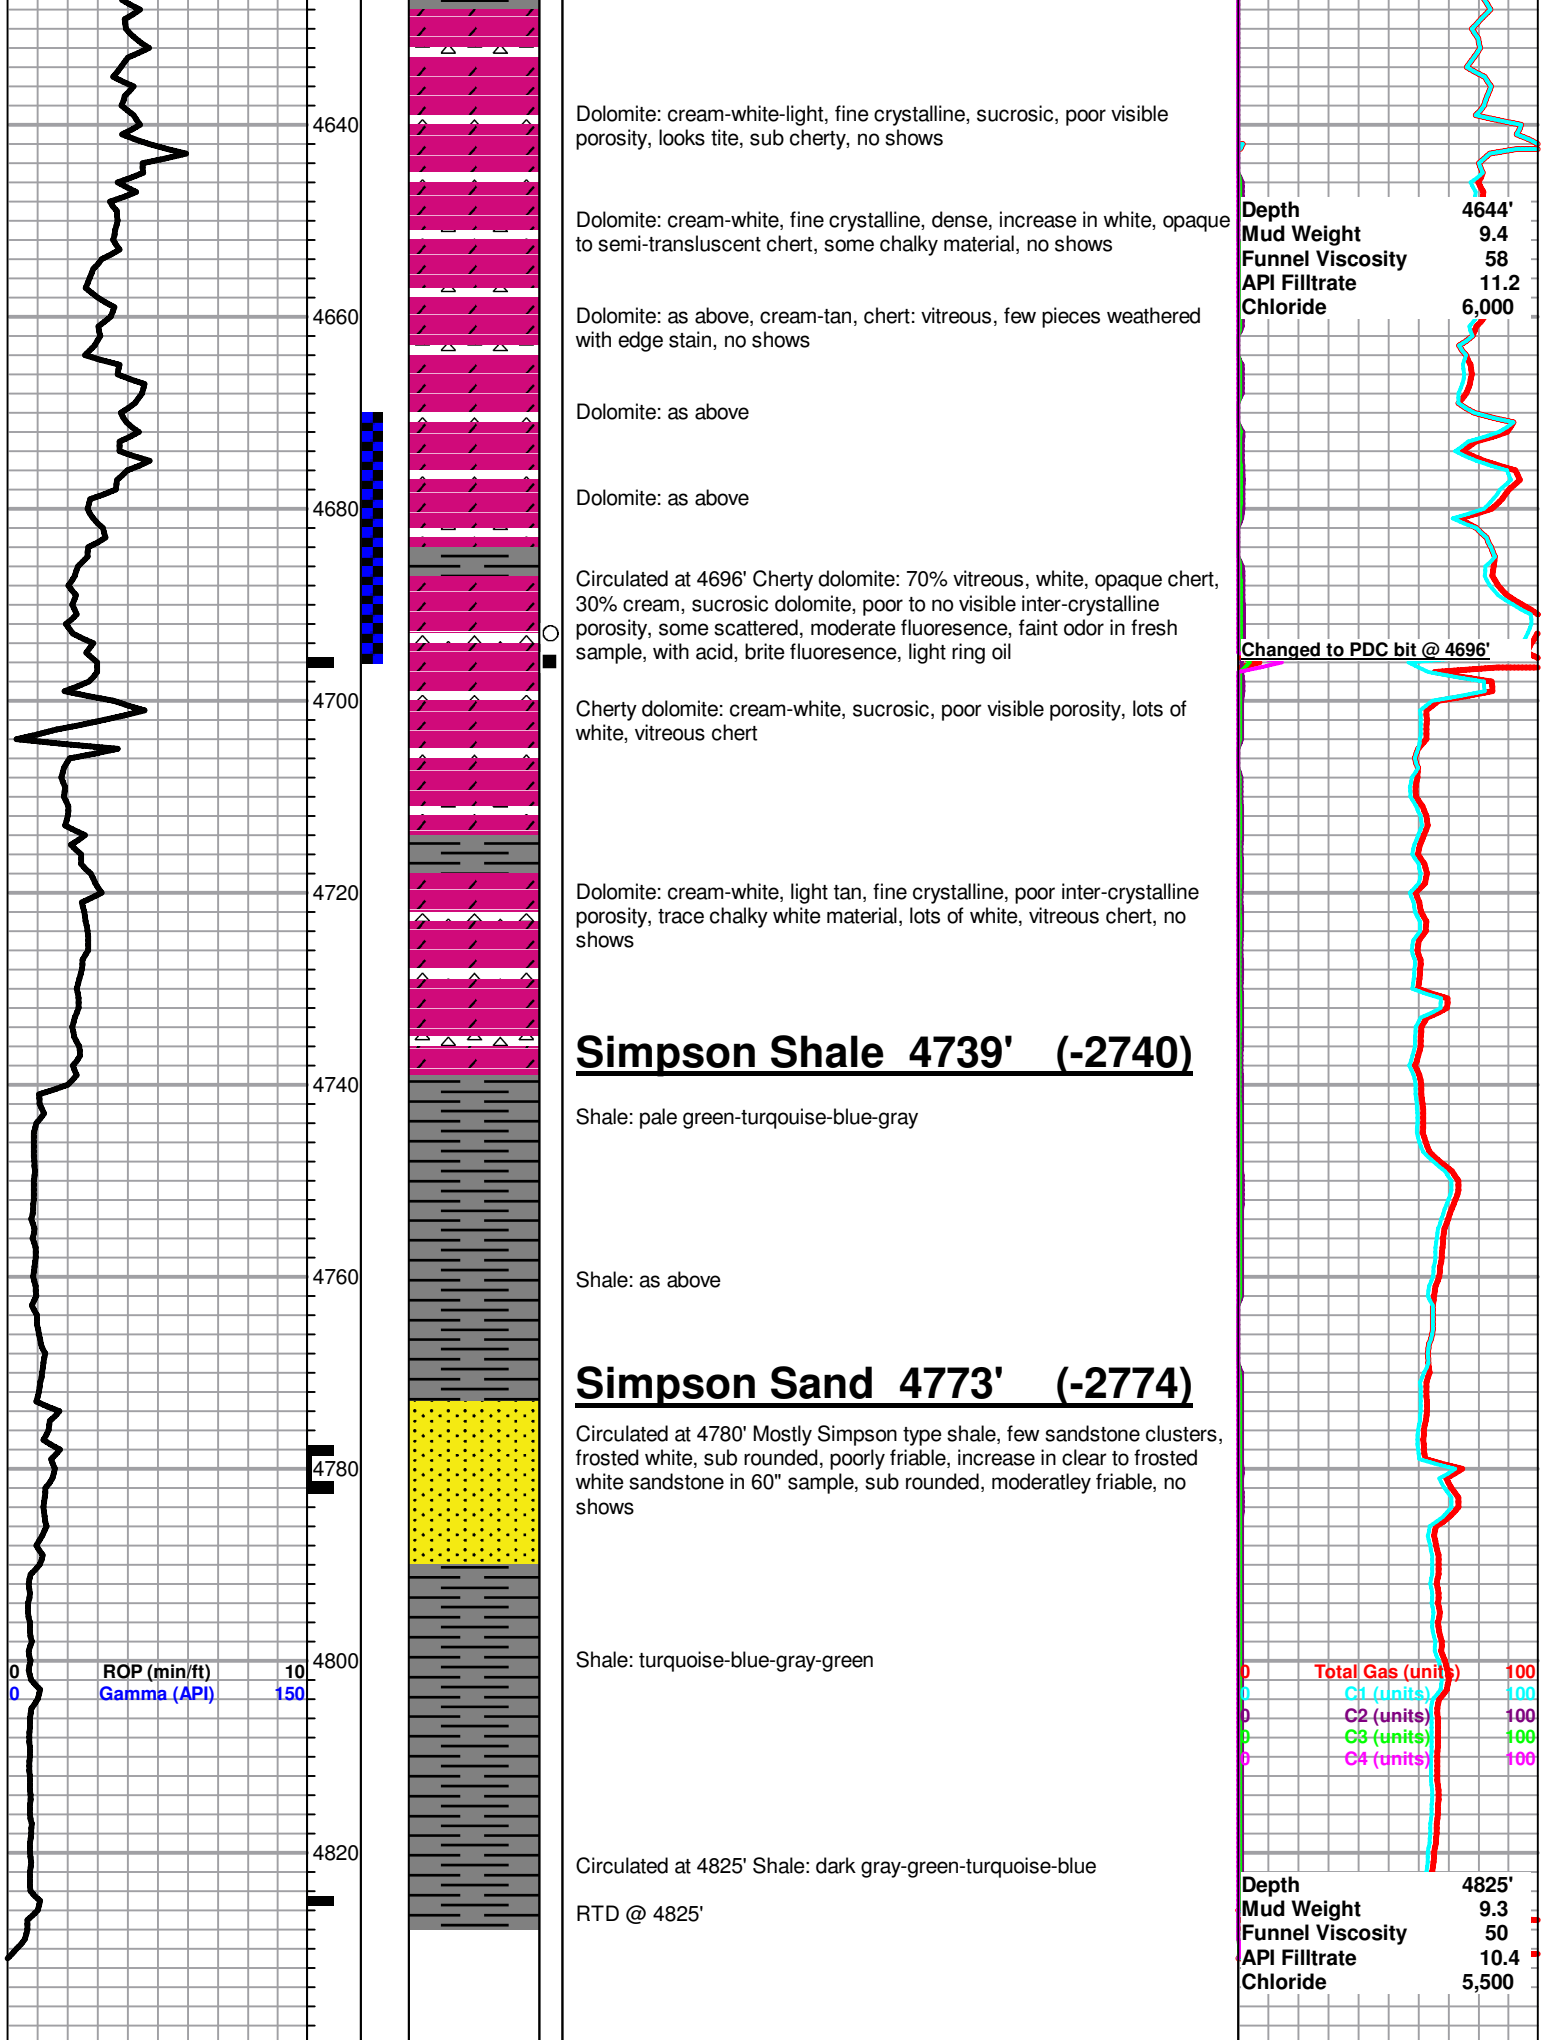 4640
4660
4680
4700
4720
4740
4760
4780
4800
4820
0 ROP (min/ft) 10
0 Gamma (API) 150
Dolomite: cream-white-light, fine crystalline, sucrosic, poor visible
porosity, looks tite, sub cherty, no shows
Dolomite: cream-white, fine crystalline, dense, increase in white, opaque
to semi-transluscent chert, some chalky material, no shows
Dolomite: as above, cream-tan, chert: vitreous, few pieces weathered
with edge stain, no shows
Dolomite: as above
Dolomite: as above
Circulated at 4696' Cherty dolomite: 70% vitreous, white, opaque chert,
30% cream, sucrosic dolomite, poor to no visible inter-crystalline
porosity, some scattered, moderate fluoresence, faint odor in fresh
sample, with acid, brite fluoresence, light ring oil
Cherty dolomite: cream-white, sucrosic, poor visible porosity, lots of
white, vitreous chert
Dolomite: cream-white, light tan, fine crystalline, poor inter-crystalline
porosity, trace chalky white material, lots of white, vitreous chert, no
shows
Simpson Shale 4739' (-2740)
Shale: pale green-turqouise-blue-gray
Shale: as above
Simpson Sand 4773' (-2774)
Circulated at 4780' Mostly Simpson type shale, few sandstone clusters,
frosted white, sub rounded, poorly friable, increase in clear to frosted
white sandstone in 60" sample, sub rounded, moderatley friable, no
shows
Shale: turquoise-blue-gray-green
Circulated at 4825' Shale: dark gray-green-turquoise-blue
RTD @ 4825'
Depth 4644'
Mud Weight 9.4
Funnel Viscosity 58
API Filltrate 11.2
Chloride 6,000
Changed to PDC bit @ 4696'
0 Total Gas (units) 100
0 C1 (units) 100
0 C2 (units) 100
0 C3 (units) 100
0 C4 (units) 100
Depth 4825'
Mud Weight 9.3
Funnel Viscosity 50
API Filltrate 10.4
Chloride 5,500